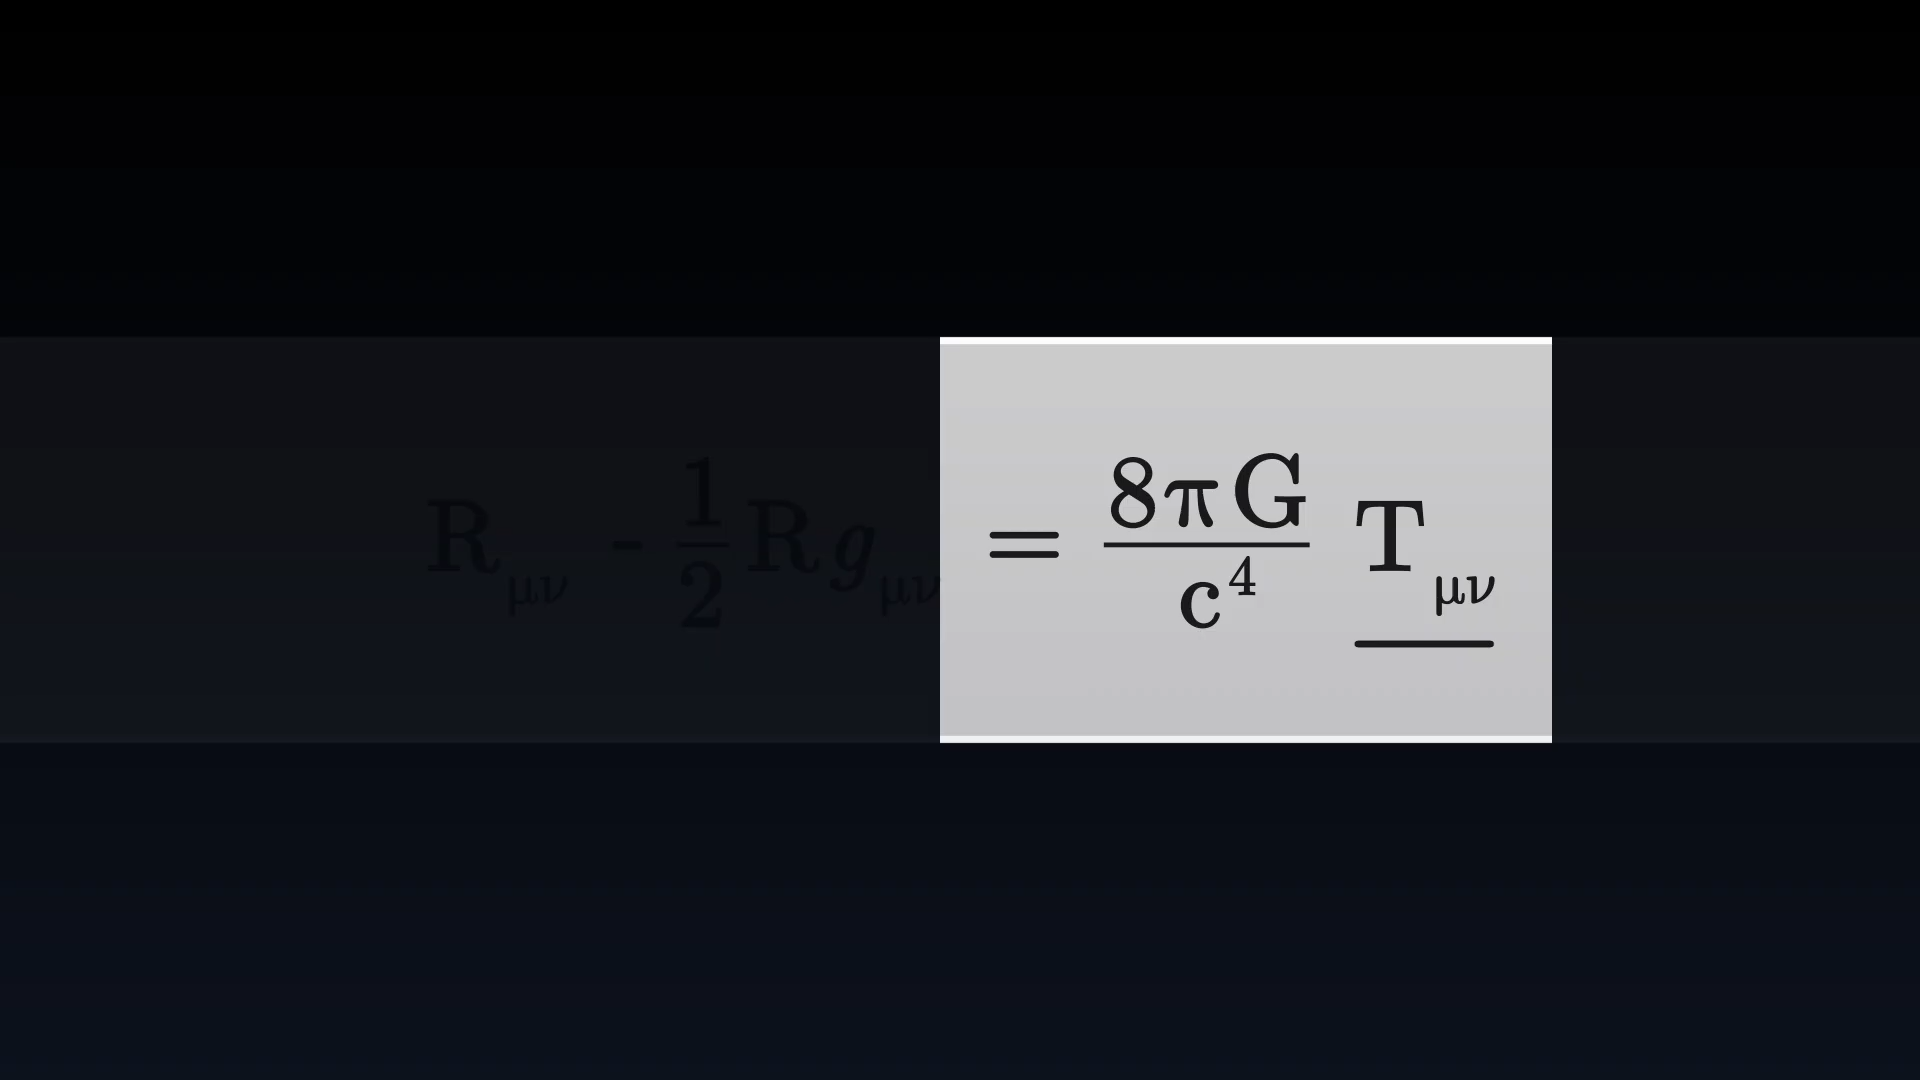 R_μν - 1/2 R g_μν = 8πG/c⁴ T_μν